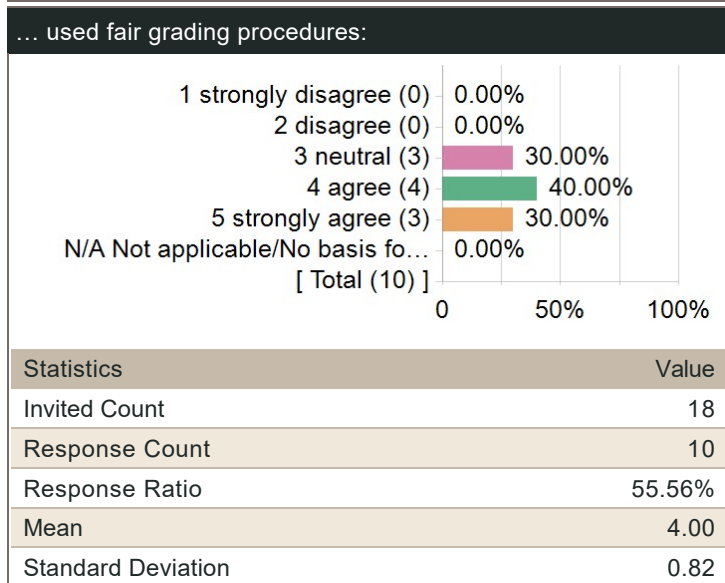 … used fair grading procedures:
1 strongly disagree (0) 0.00%
2 disagree (0) 0.00%
3 neutral (3) 30.00%
4 agree (4) 40.00%
5 strongly agree (3) 30.00%
N/A Not applicable/No basis fo… 0.00%
[ Total (10) ]
0 50% 100%
Statistics Value
Invited Count 18
Response Count 10
Response Ratio 55.56%
Mean 4.00
Standard Deviation 0.82